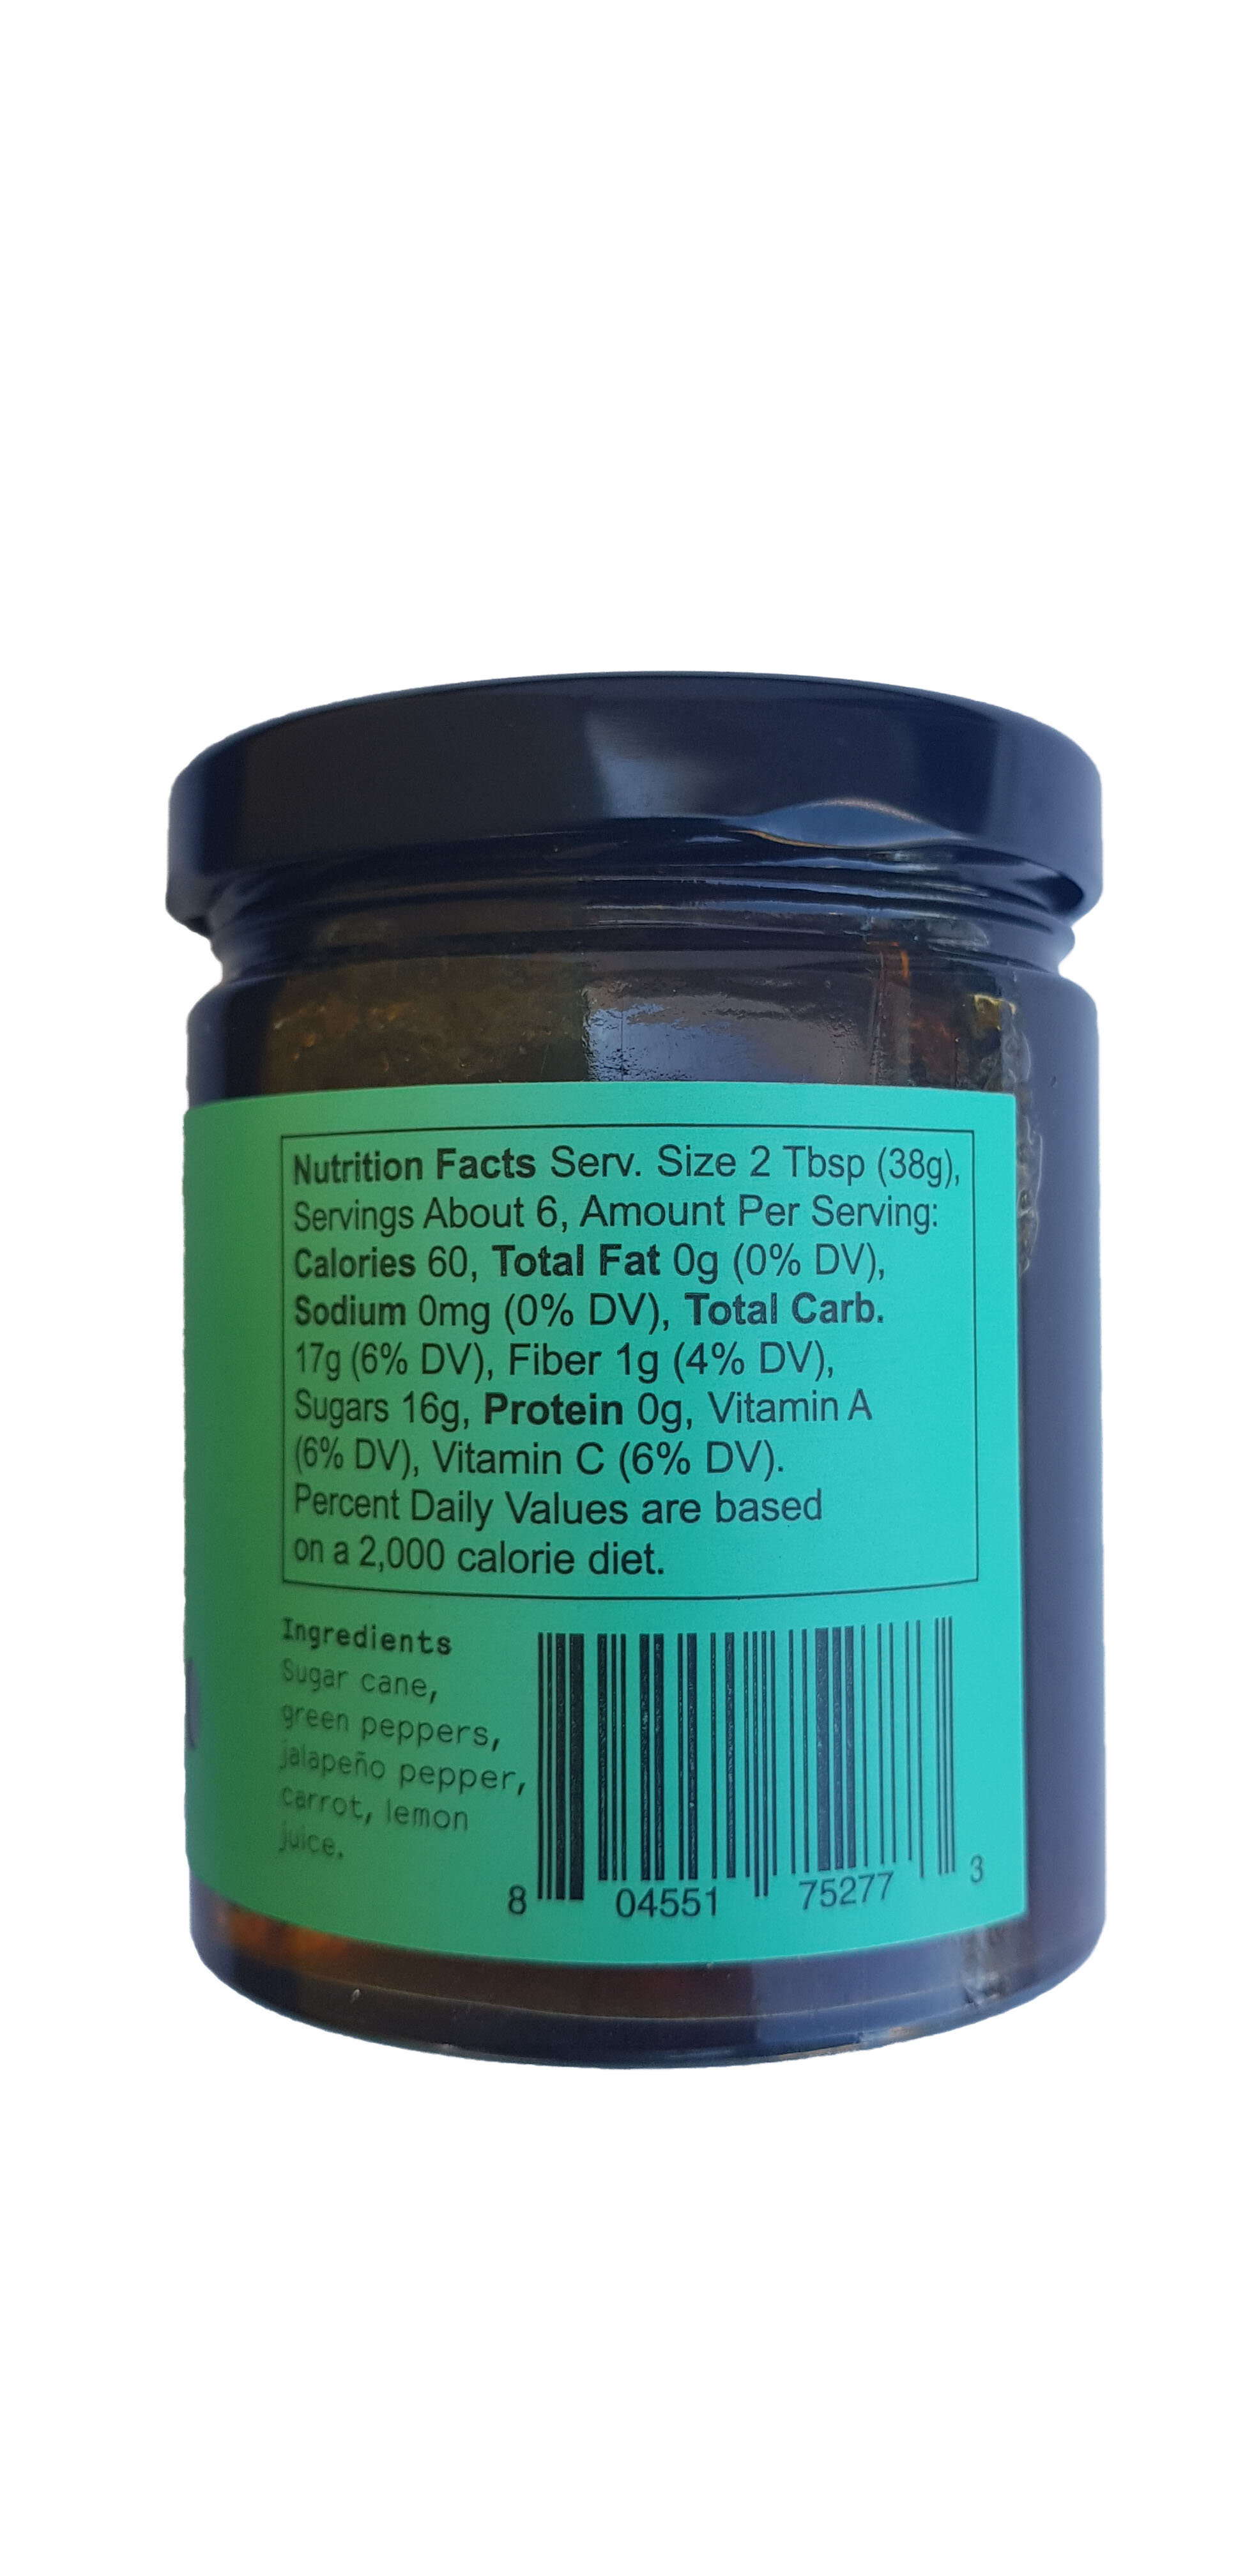 Nutrition Facts Serv. Size 2 Tbsp (38g),
Servings About 6, Amount Per Serving:
Calories 60, Total Fat 0g (0% DV),
Sodium 0mg (0% DV), Total Carb.
17g (6% DV), Fiber 1g (4% DV),
Sugars 16g, Protein 0g, Vitamin A
(6% DV), Vitamin C (6% DV).
Percent Daily Values are based
on a 2,000 calorie diet.
Ingredients
Sugar cane,
green peppers,
jalapeño pepper,
carrot, lemon
juice.
8 04551 75277 3